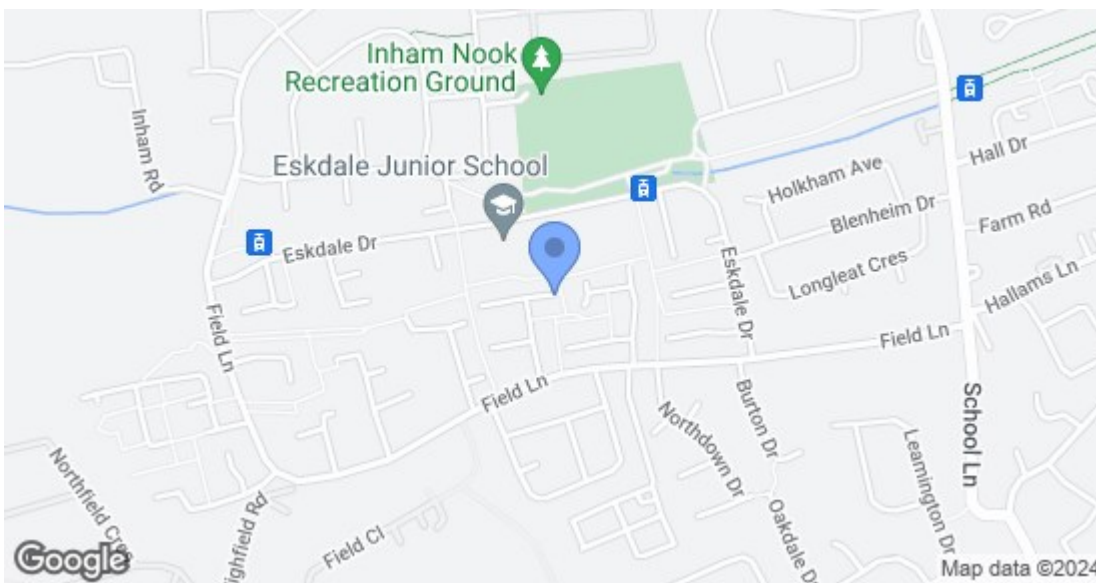 Inham Nook
Recreation Ground
Inham Rd
Eskdale Junior School
Hall Dr
Holkham Ave
Blenheim Dr
Farm Rd
Eskdale Dr
Longleat Cres
Hallams Ln
Eskdale Dr
Field Ln
Field Ln
Field Ln
School Ln
Burton Dr
Northdown Dr
Leamington Dr
Northfield Cres
Highfield Rd
Field Cl
Oakdale D
Google
Map data ©2024